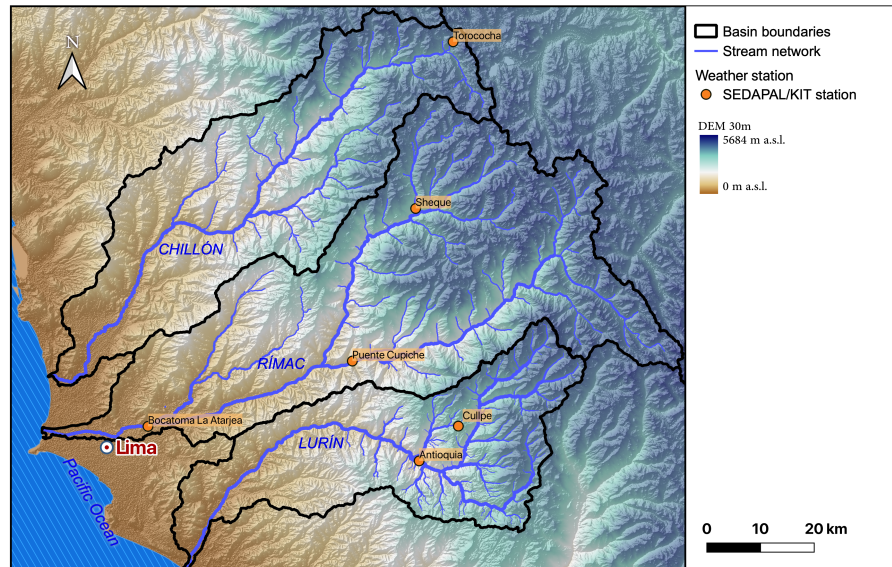 N
Torococha
Sheque
CHILLÓN
Puente Cupiche
RÍMAC
Bocatoma La Atarjea
Cullpe
LURÍN
Lima
Antioquia
Pacific Ocean
Basin boundaries
Stream network
Weather station
SEDAPAL/KIT station
DEM 30m
5684 m a.s.l.
0 m a.s.l.
0 10 20 km